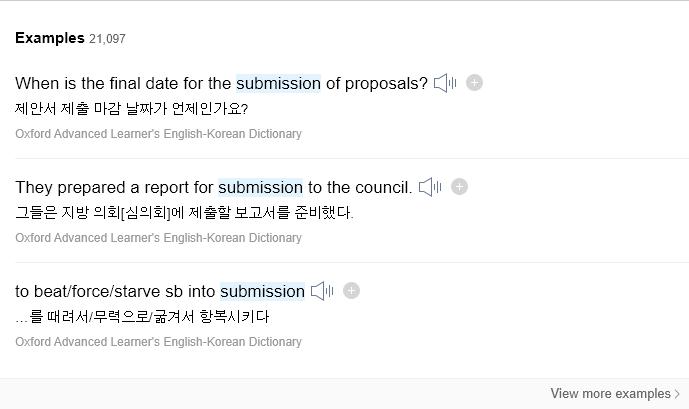 Examples 21,097
When is the final date for the submission of proposals?
제안서 제출 마감 날짜가 언제인가요?
Oxford Advanced Learner's English-Korean Dictionary
They prepared a report for submission to the council.
그들은 지방 의회[심의회]에 제출할 보고서를 준비했다.
Oxford Advanced Learner's English-Korean Dictionary
to beat/force/starve sb into submission
…를 때려서/무력으로/굶겨서 항복시키다
Oxford Advanced Learner's English-Korean Dictionary
View more examples